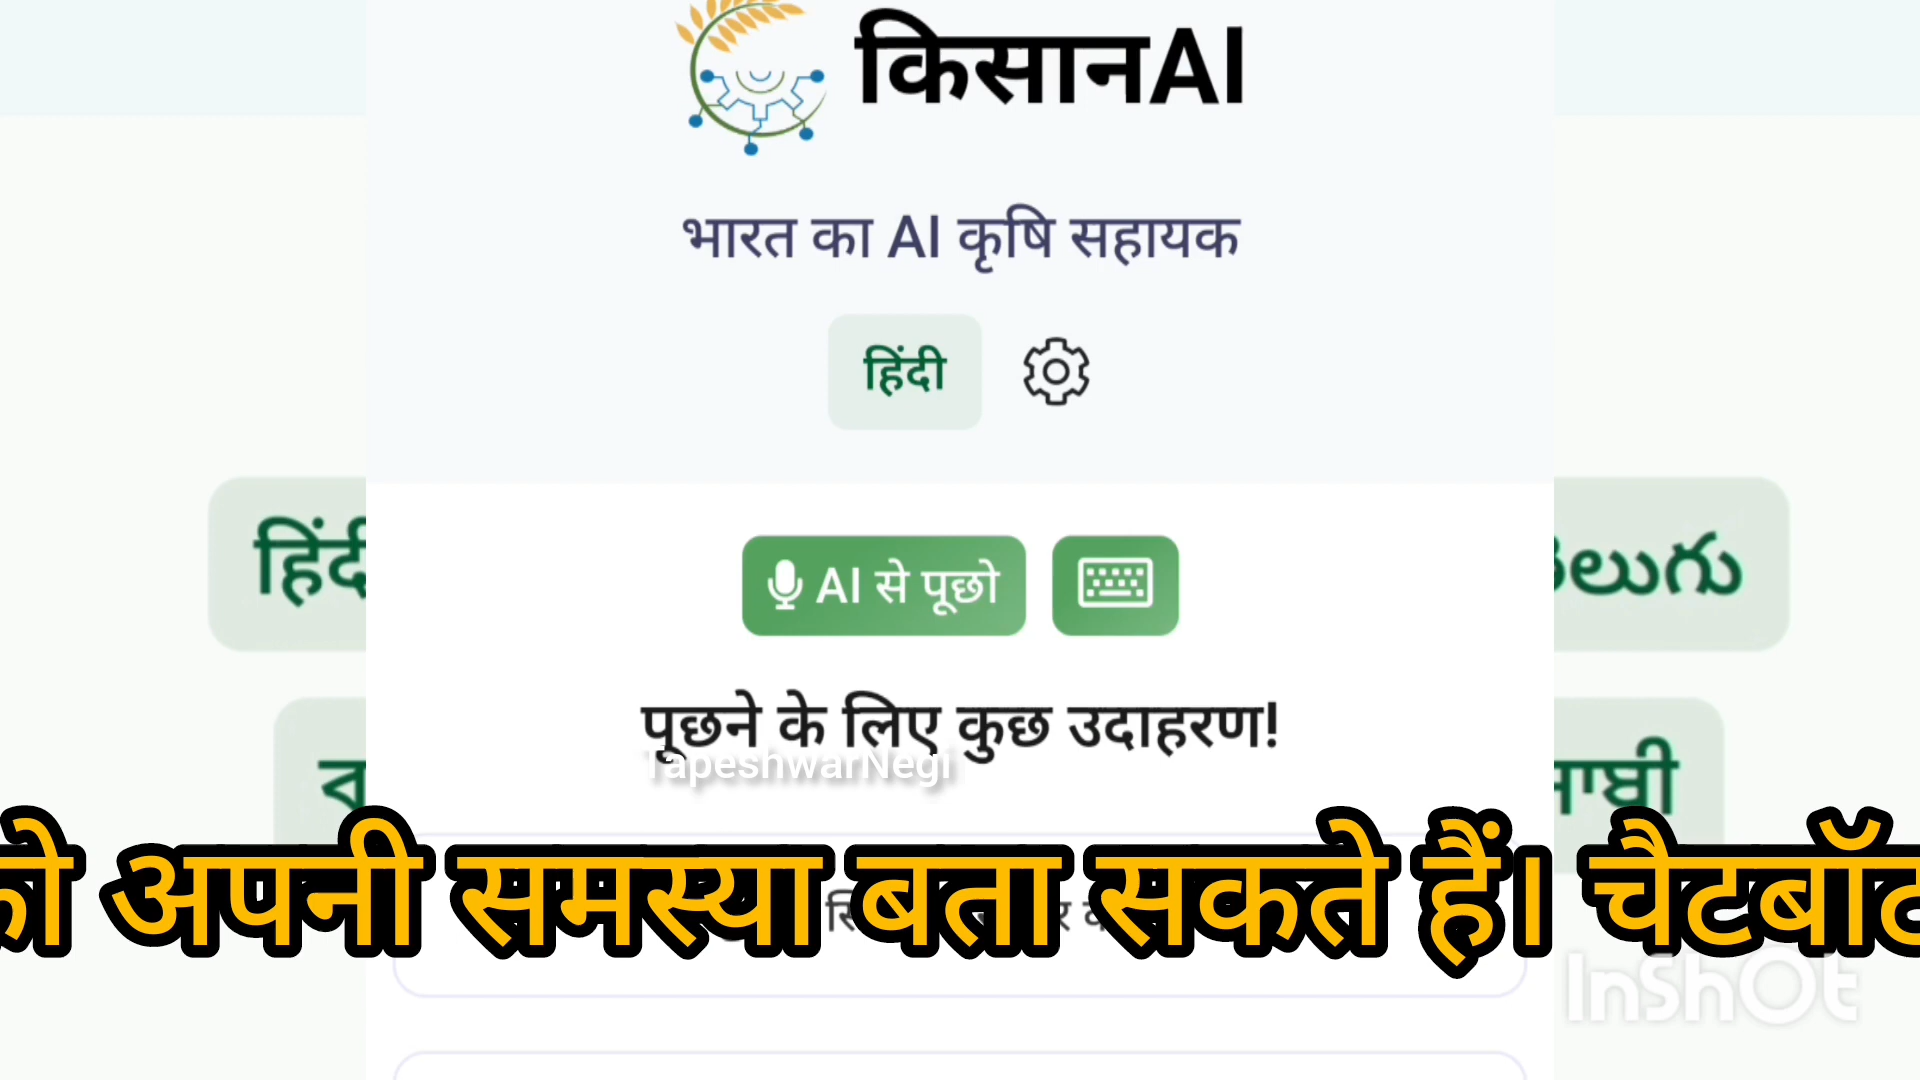 किसानAI
भारत का AI कृषि सहायक
हिंदी
AI से पूछो
पूछने के लिए कुछ उदाहरण!
TapeshwarNegi
को अपनी समस्या बता सकते हैं। चैटबॉट
InShOt